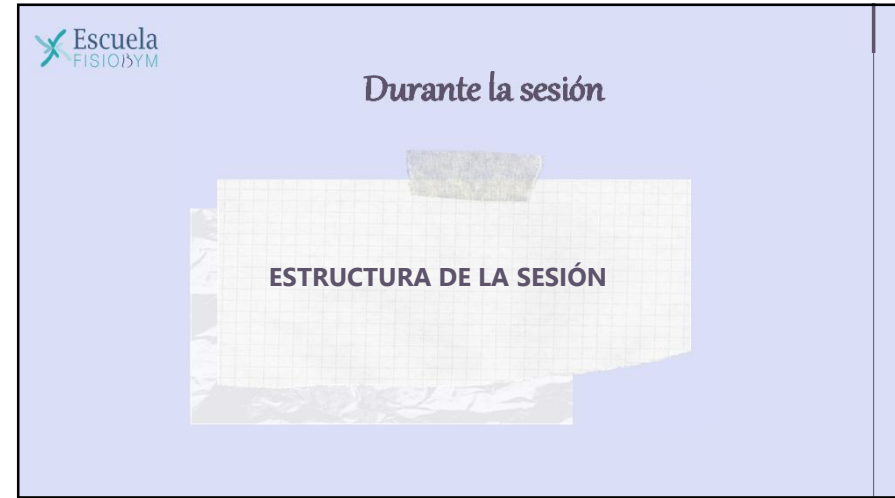 Escuela
FISIOBYM
Durante la sesión
ESTRUCTURA DE LA SESIÓN